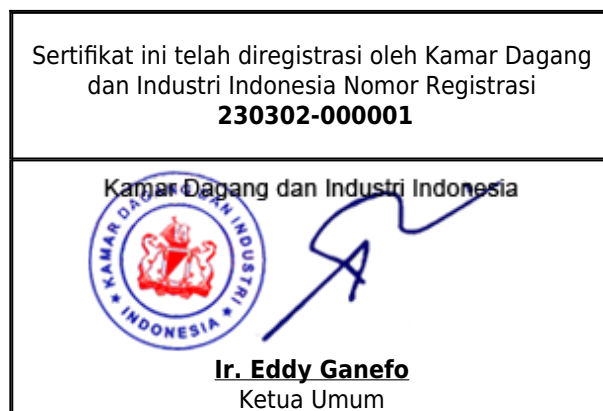 Sertifikat ini telah diregistrasi oleh Kamar Dagang
dan Industri Indonesia Nomor Registrasi
230302-000001
Kamar Dagang dan Industri Indonesia
KAMAR DAGANG DAN INDUSTRI
INDONESIA
Ir. Eddy Ganefo
Ketua Umum